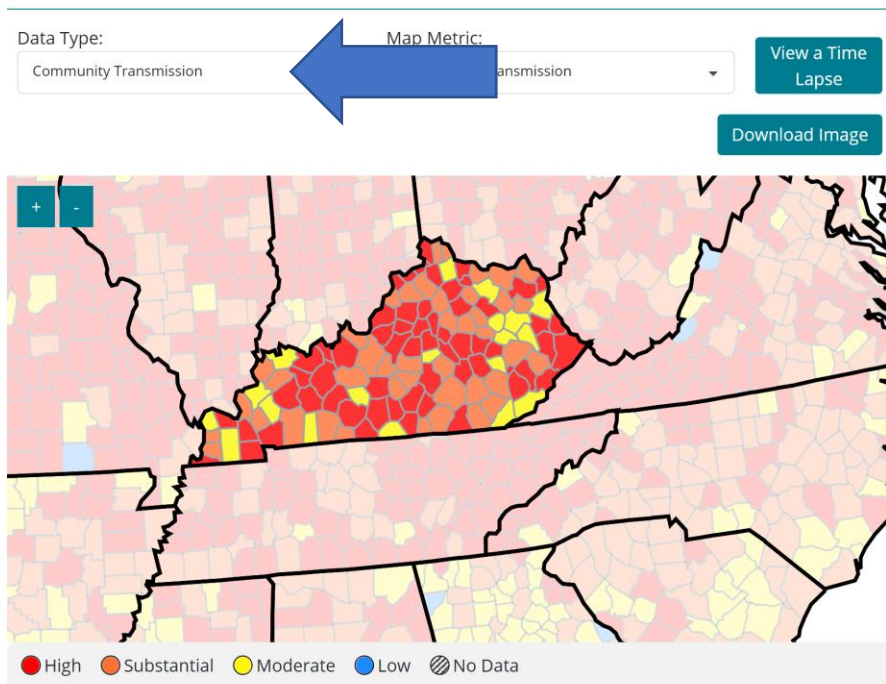 Data Type:
Map Metric:
Community Transmission
ansmission
View a Time
Lapse
Download Image
+ -
High Substantial Moderate Low No Data